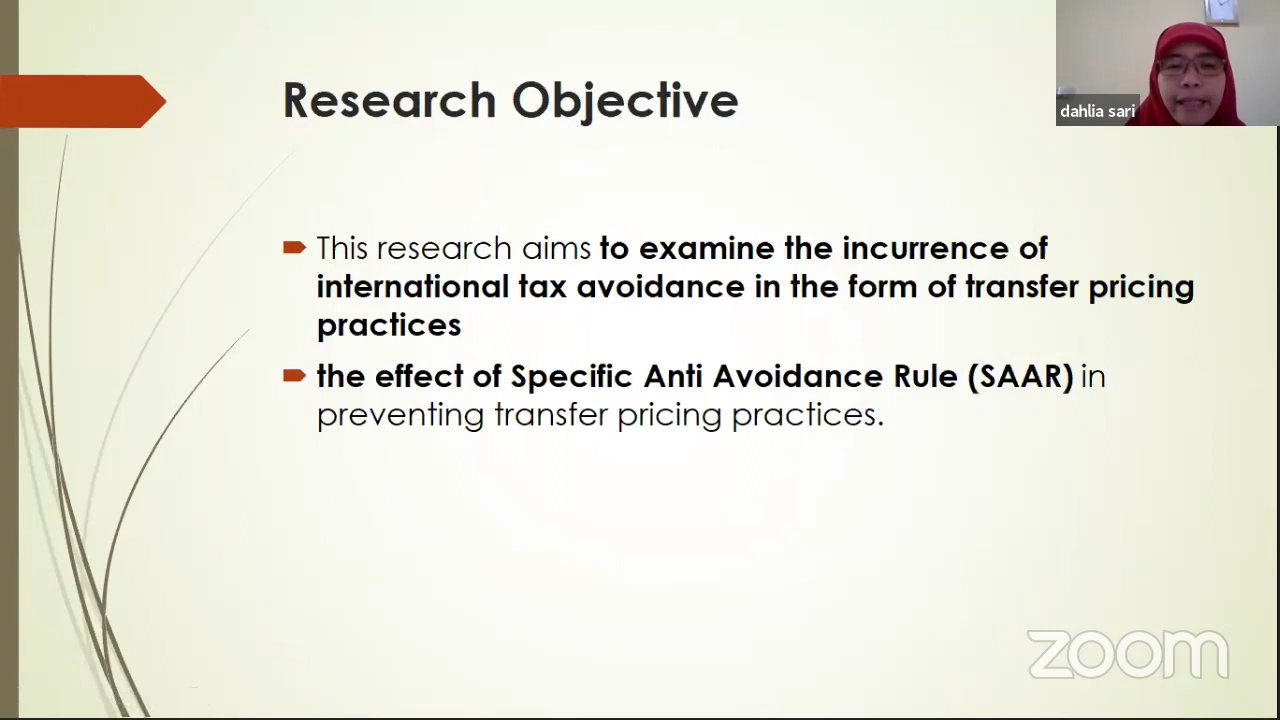 Research Objective
dahlia sari
This research aims to examine the incurrence of
international tax avoidance in the form of transfer pricing
practices
the effect of Specific Anti Avoidance Rule (SAAR) in
preventing transfer pricing practices.
zoom